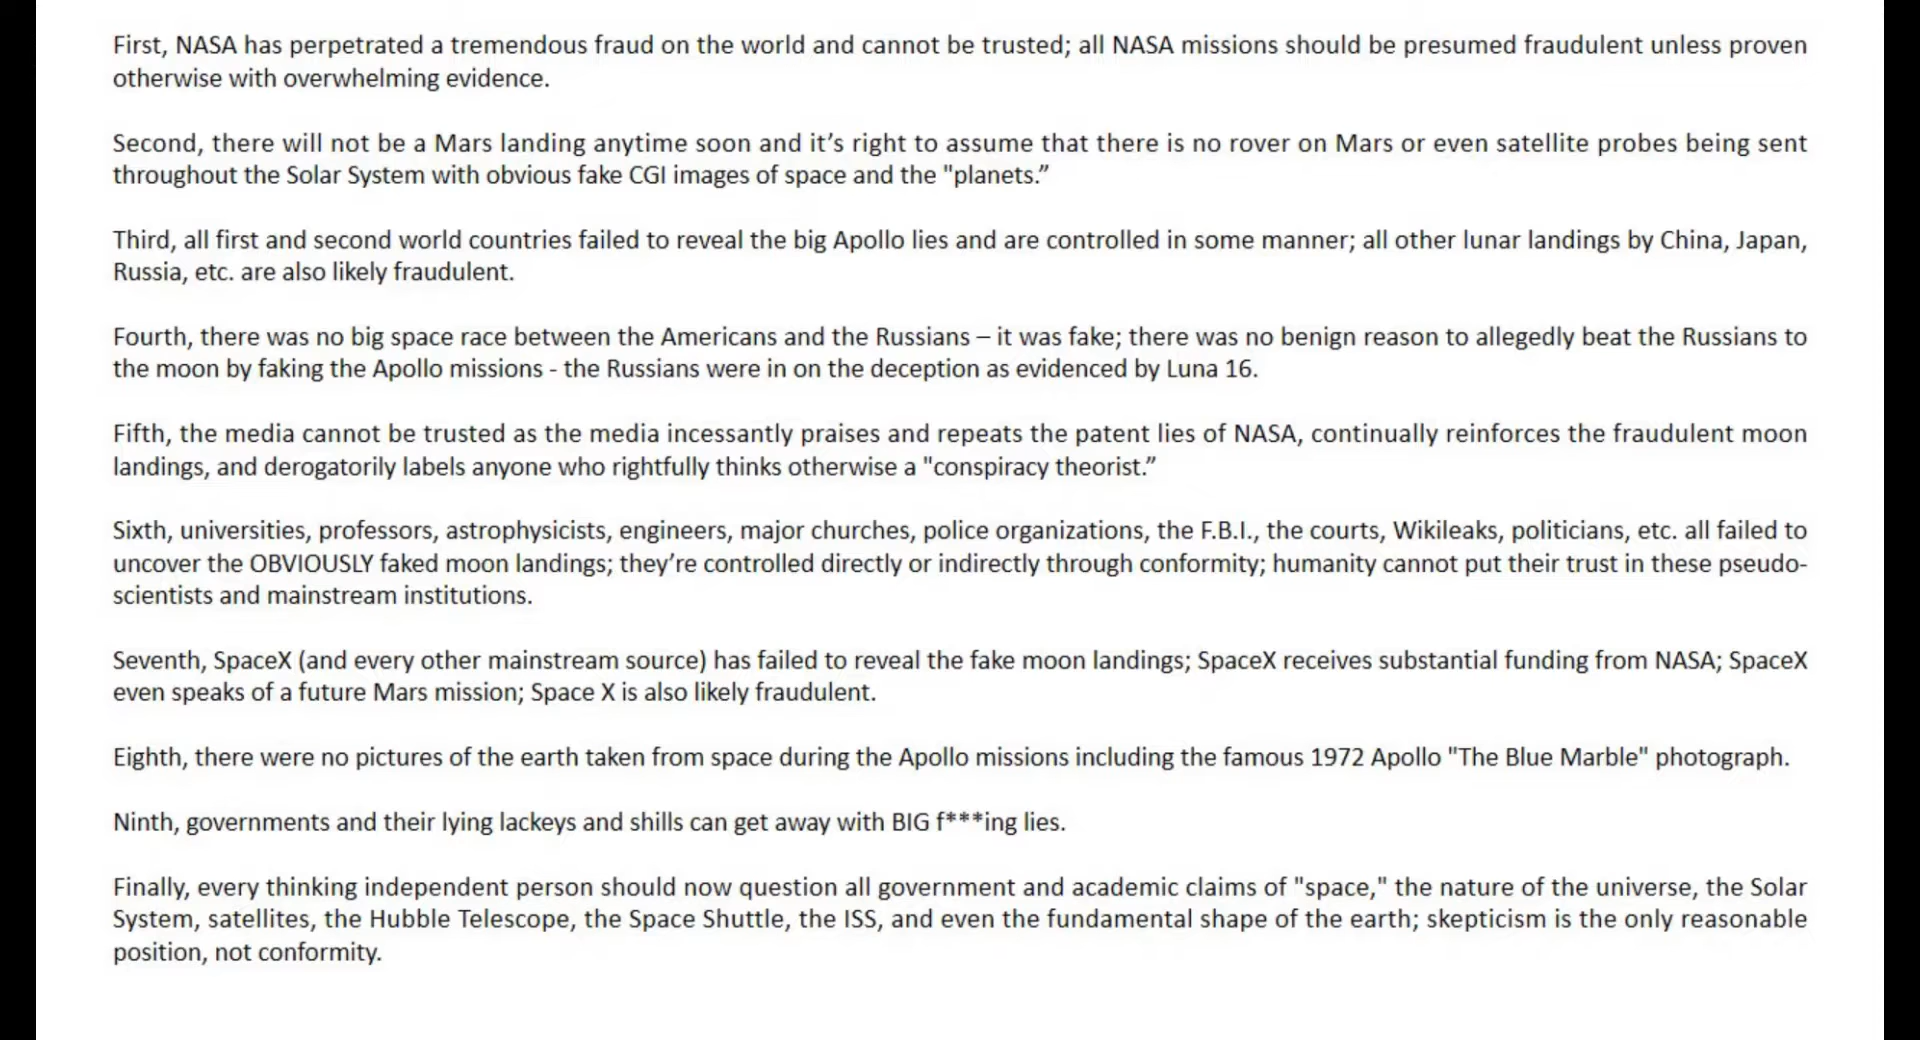 First, NASA has perpetrated a tremendous fraud on the world and cannot be trusted; all NASA missions should be presumed fraudulent unless proven
otherwise with overwhelming evidence.
Second, there will not be a Mars landing anytime soon and it’s right to assume that there is no rover on Mars or even satellite probes being sent
throughout the Solar System with obvious fake CGI images of space and the "planets.”
Third, all first and second world countries failed to reveal the big Apollo lies and are controlled in some manner; all other lunar landings by China, Japan,
Russia, etc. are also likely fraudulent.
Fourth, there was no big space race between the Americans and the Russians – it was fake; there was no benign reason to allegedly beat the Russians to
the moon by faking the Apollo missions - the Russians were in on the deception as evidenced by Luna 16.
Fifth, the media cannot be trusted as the media incessantly praises and repeats the patent lies of NASA, continually reinforces the fraudulent moon
landings, and derogatorily labels anyone who rightfully thinks otherwise a "conspiracy theorist.”
Sixth, universities, professors, astrophysicists, engineers, major churches, police organizations, the F.B.I., the courts, Wikileaks, politicians, etc. all failed to
uncover the OBVIOUSLY faked moon landings; they’re controlled directly or indirectly through conformity; humanity cannot put their trust in these pseudo-
scientists and mainstream institutions.
Seventh, SpaceX (and every other mainstream source) has failed to reveal the fake moon landings; SpaceX receives substantial funding from NASA; SpaceX
even speaks of a future Mars mission; Space X is also likely fraudulent.
Eighth, there were no pictures of the earth taken from space during the Apollo missions including the famous 1972 Apollo "The Blue Marble" photograph.
Ninth, governments and their lying lackeys and shills can get away with BIG f***ing lies.
Finally, every thinking independent person should now question all government and academic claims of "space," the nature of the universe, the Solar
System, satellites, the Hubble Telescope, the Space Shuttle, the ISS, and even the fundamental shape of the earth; skepticism is the only reasonable
position, not conformity.